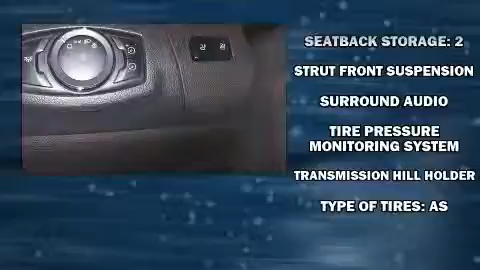 SEATBACK STORAGE: 2
STRUT FRONT SUSPENSION
SURROUND AUDIO
TIRE PRESSURE
MONITORING SYSTEM
TRANSMISSION HILL HOLDER
TYPE OF TIRES: AS